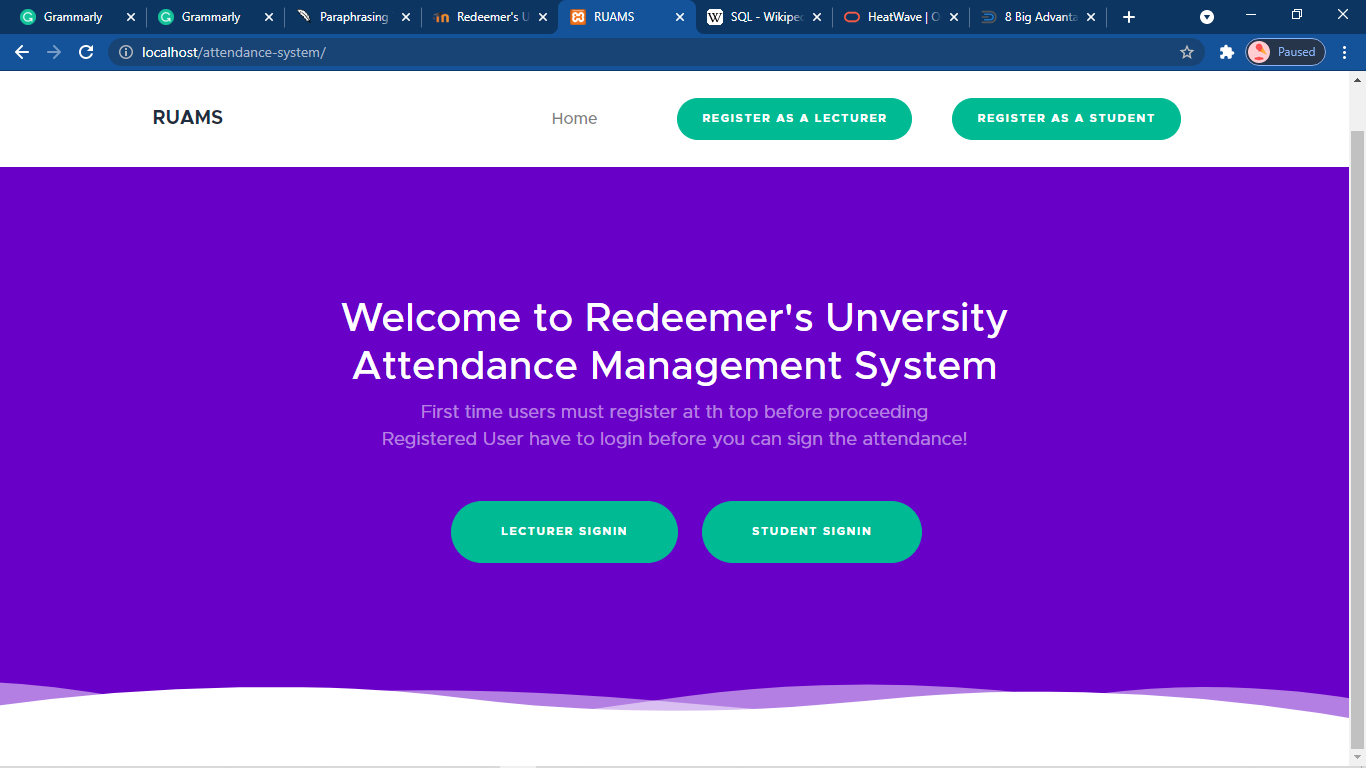 Grammarly
Grammarly
Paraphrasing
Redeemer's U
RUAMS
SQL - Wikipe
HeatWave | O
8 Big Advanta
localhost/attendance-system/
Paused
RUAMS
Home
REGISTER AS A LECTURER
REGISTER AS A STUDENT
Welcome to Redeemer's Unversity
Attendance Management System
First time users must register at th top before proceeding
Registered User have to login before you can sign the attendance!
LECTURER SIGNIN
STUDENT SIGNIN